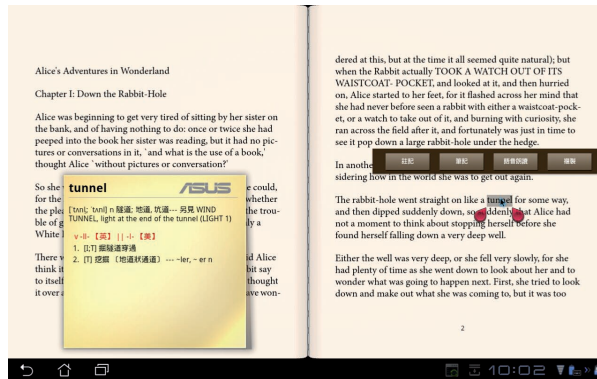 Alice's Adventures in Wonderland
Chapter I: Down the Rabbit-Hole
Alice was beginning to get very tired of sitting by her sister on
the bank, and of having nothing to do: once or twice she had
peeped into the book her sister was reading, but it had no pic-
tures or conversations in it, `and what is the use of a book,'
thought Alice `without pictures or conversation?'
So she
e could,
for the
whether
the plea
the trou-
ble of g
ly a
White
There w
id Alice
think it
bit say
to itself
thought
it over a
ave won-
tunnel
ASUS
n 隧道; 地道, 坑道--- 另見 WIND
TUNNEL, light at the end of the tunnel (LIGHT 1)
v -ll- 【英】 || -l- 【美】
1. [I;T] 掘隧道穿過
2. [T] 挖掘 〔地道狀通道〕 --- ~ler, ~ er n
dered at this, but at the time it all seemed quite natural); but
when the Rabbit actually TOOK A WATCH OUT OF ITS
WAISTCOAT- POCKET, and looked at it, and then hurried
on, Alice started to her feet, for it flashed across her mind that
she had never before seen a rabbit with either a waistcoat-pock-
et, or a watch to take out of it, and burning with curiosity, she
ran across the field after it, and fortunately was just in time to
see it pop down a large rabbit-hole under the hedge.
註記 筆記 語音朗讀 複製
In anothe
sidering how in the world she was to get out again.
The rabbit-hole went straight on like a tunnel for some way,
and then dipped suddenly down, so suddenly that Alice had
not a moment to think about stopping herself before she
found herself falling down a very deep well.
Either the well was very deep, or she fell very slowly, for she
had plenty of time as she went down to look about her and to
wonder what was going to happen next. First, she tried to look
down and make out what she was coming to, but it was too
2
10:02